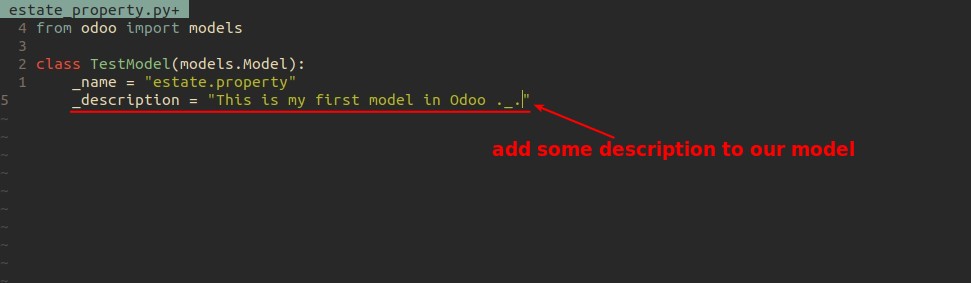 estate_property.py+
4 from odoo import models
3
2 class TestModel(models.Model):
1     _name = "estate.property"
5     _description = "This is my first model in Odoo ._."
~
~
add some description to our model
~
~
~
~
~
~
~
~